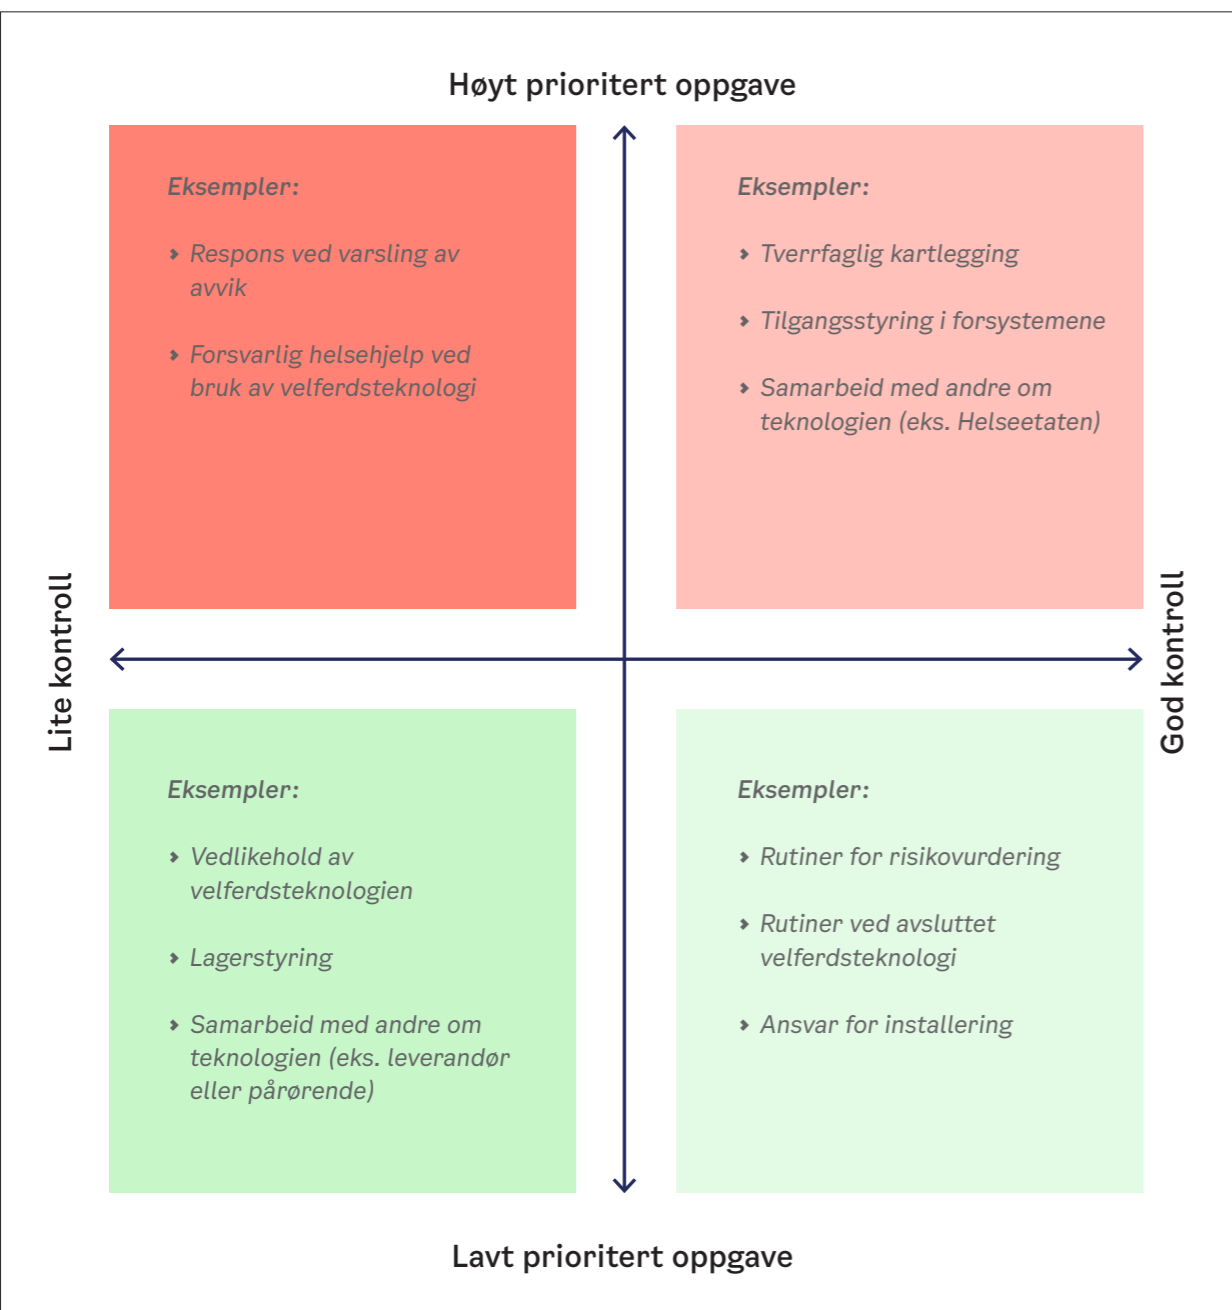 Høyt prioritert oppgave
Eksempler:
Respons ved varsling av
avvik
Forsvarlig helsehjelp ved
bruk av velferdsteknologi
Eksempler:
Tverrfaglig kartlegging
Tilgangsstyring i forsystemene
Samarbeid med andre om
teknologien (eks. Helseetaten)
Lite kontroll
God kontroll
Eksempler:
Vedlikehold av
velferdsteknologien
Lagerstyring
Samarbeid med andre om
teknologien (eks. leverandør
eller pårørende)
Eksempler:
Rutiner for risikovurdering
Rutiner ved avsluttet
velferdsteknologi
Ansvar for installering
Lavt prioritert oppgave